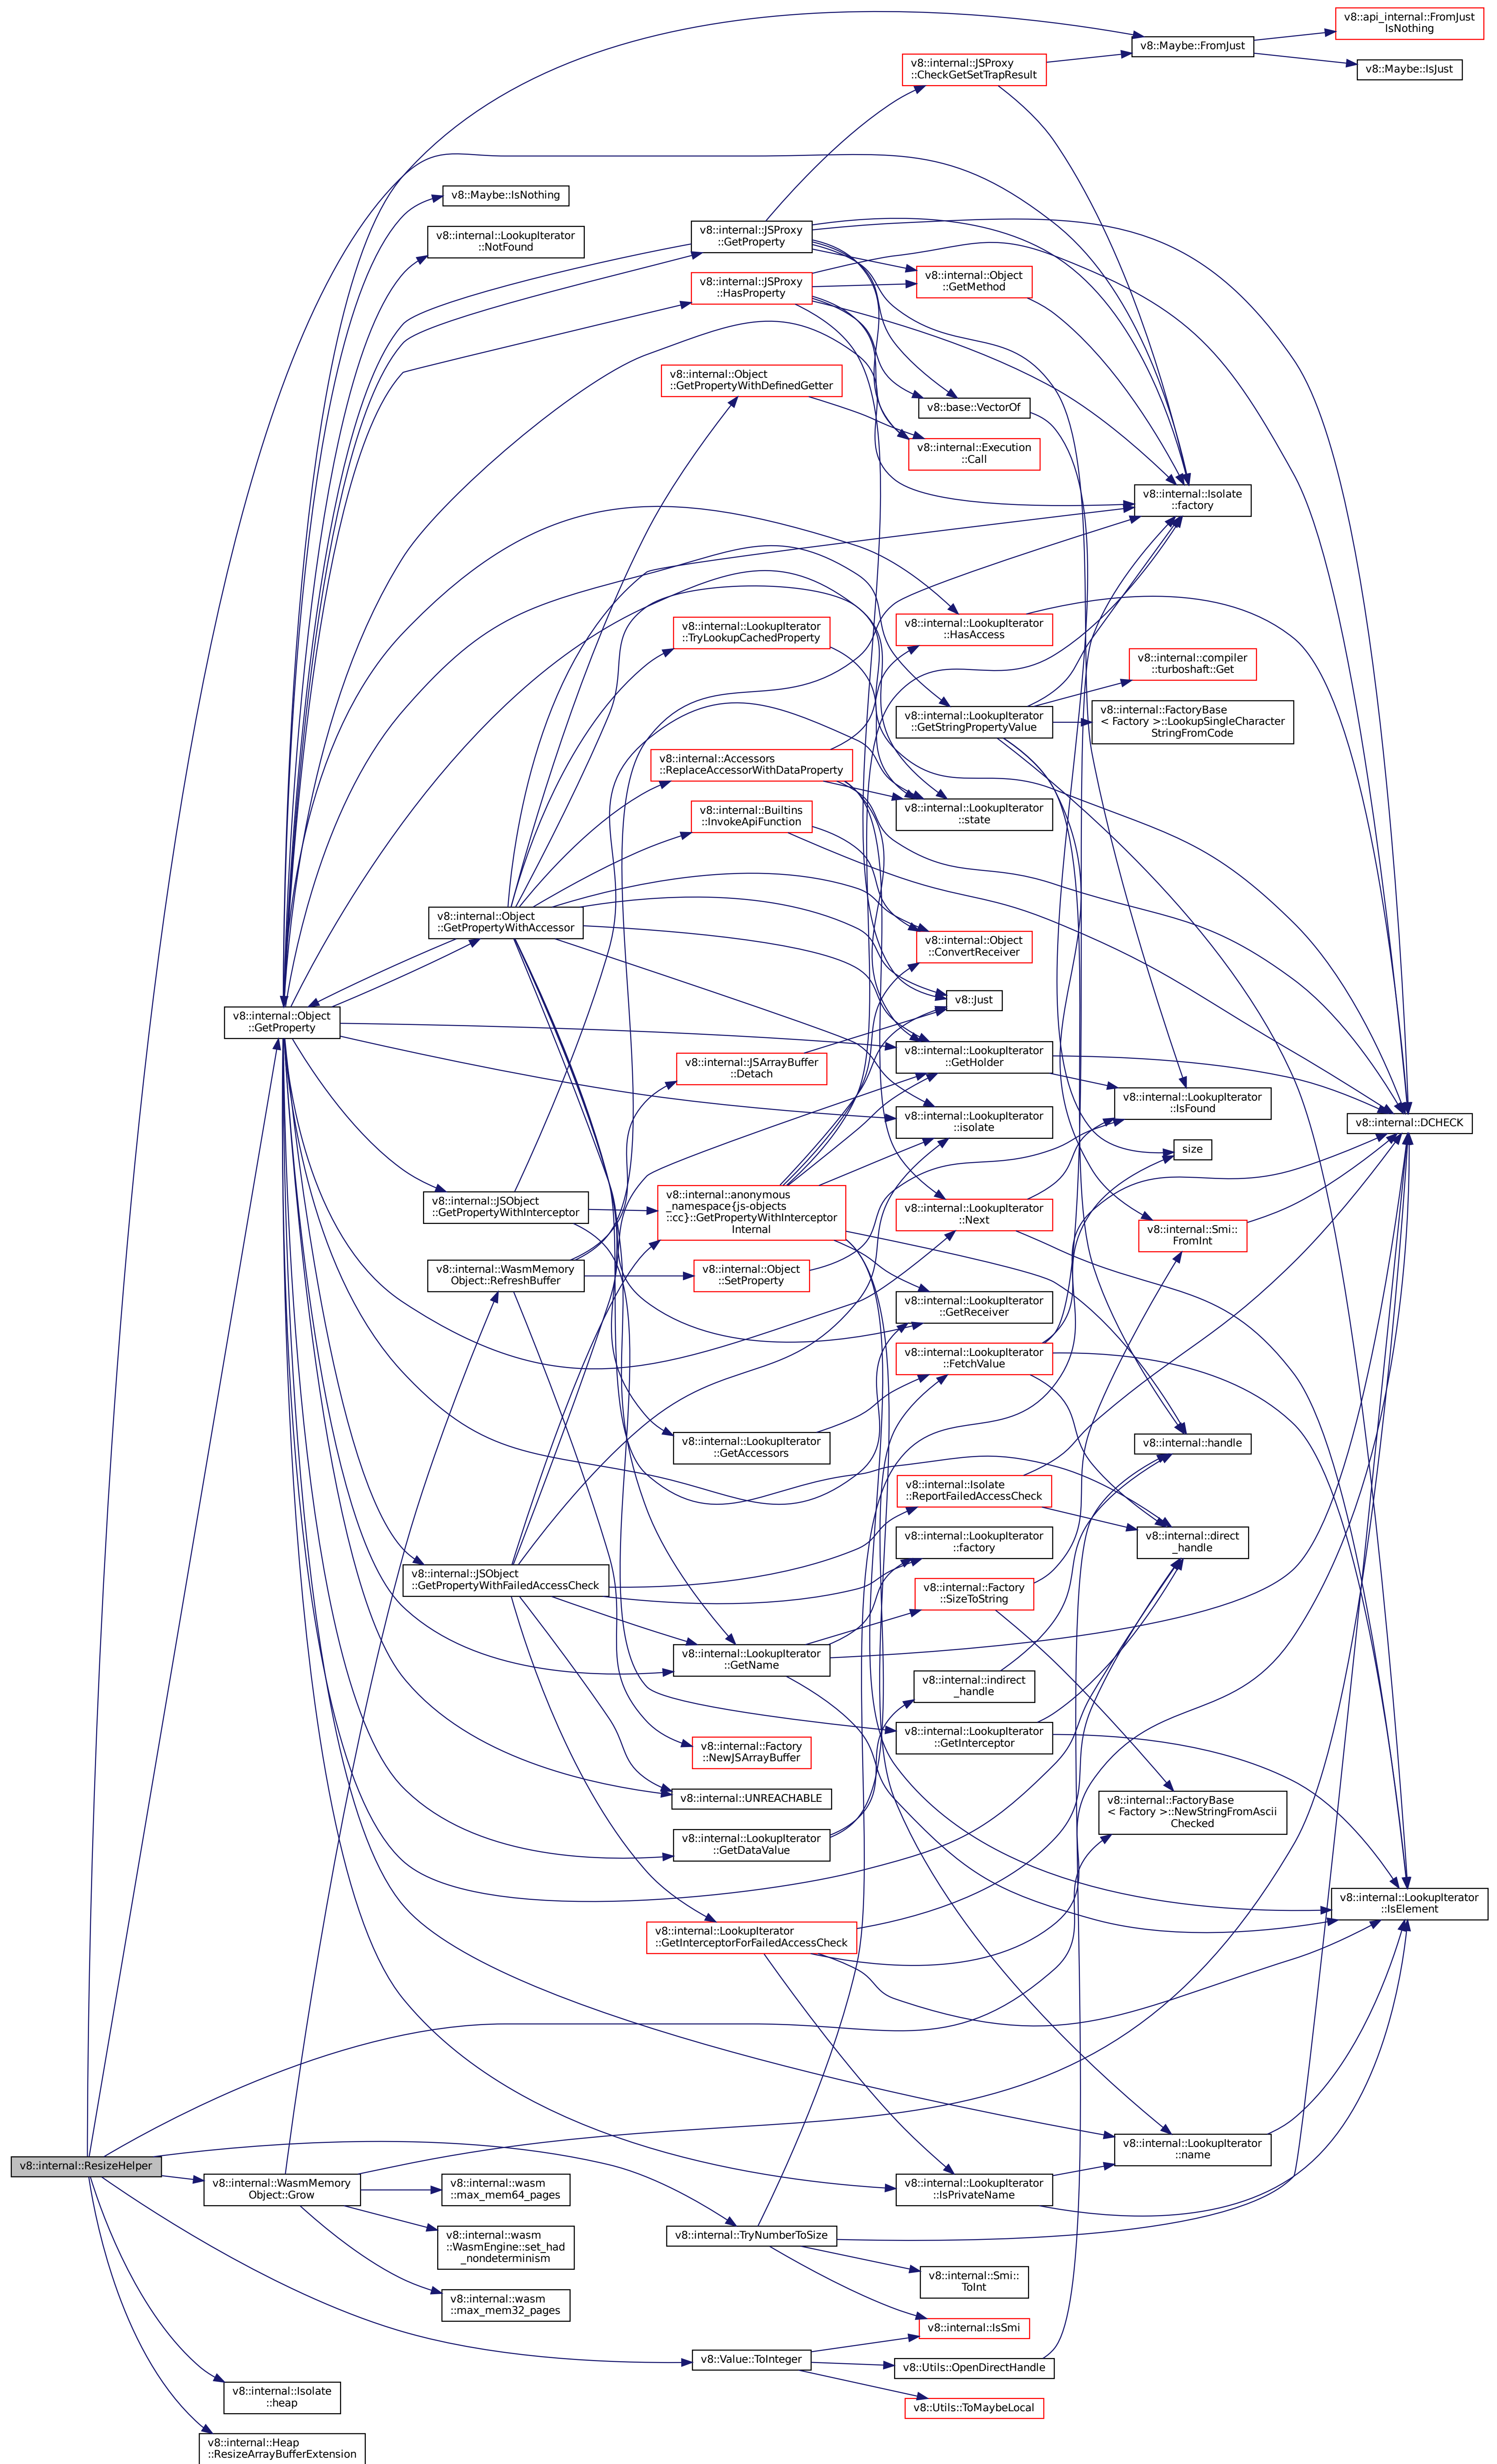 v8::api_internal::FromJust
IsNothing
v8::Maybe::FromJust
v8::internal::JSProxy
::CheckGetSetTrapResult
v8::Maybe::IsJust
v8::Maybe::IsNothing
v8::internal::LookupIterator
::NotFound
v8::internal::JSProxy
::GetProperty
v8::internal::JSProxy
::HasProperty
v8::internal::Object
::GetMethod
v8::internal::Object
::GetPropertyWithDefinedGetter
v8::base::VectorOf
v8::internal::Execution
::Call
v8::internal::Isolate
::factory
v8::internal::LookupIterator
::TryLookupCachedProperty
v8::internal::LookupIterator
::HasAccess
v8::internal::compiler
::turboshaft::Get
v8::internal::LookupIterator
::GetStringPropertyValue
v8::internal::FactoryBase
< Factory >::LookupSingleCharacter
StringFromCode
v8::internal::Accessors
::ReplaceAccessorWithDataProperty
v8::internal::Builtins
::InvokeApiFunction
v8::internal::LookupIterator
::state
v8::internal::Object
::GetPropertyWithAccessor
v8::internal::Object
::ConvertReceiver
v8::Just
v8::internal::Object
::GetProperty
v8::internal::JSArrayBuffer
::Detach
v8::internal::LookupIterator
::GetHolder
v8::internal::LookupIterator
::IsFound
v8::internal::LookupIterator
::isolate
v8::internal::DCHECK
size
v8::internal::JSObject
::GetPropertyWithInterceptor
v8::internal::anonymous
_namespace{js-objects
::cc}::GetPropertyWithInterceptor
Internal
v8::internal::LookupIterator
::Next
v8::internal::Smi::
FromInt
v8::internal::WasmMemory
Object::RefreshBuffer
v8::internal::Object
::SetProperty
v8::internal::LookupIterator
::GetReceiver
v8::internal::LookupIterator
::FetchValue
v8::internal::LookupIterator
::GetAccessors
v8::internal::handle
v8::internal::Isolate
::ReportFailedAccessCheck
v8::internal::LookupIterator
::factory
v8::internal::direct
_handle
v8::internal::JSObject
::GetPropertyWithFailedAccessCheck
v8::internal::Factory
::SizeToString
v8::internal::LookupIterator
::GetName
v8::internal::indirect
_handle
v8::internal::LookupIterator
::GetInterceptor
v8::internal::Factory
::NewJSArrayBuffer
v8::internal::UNREACHABLE
v8::internal::FactoryBase
< Factory >::NewStringFromAscii
Checked
v8::internal::LookupIterator
::GetDataValue
v8::internal::LookupIterator
::IsElement
v8::internal::LookupIterator
::GetInterceptorForFailedAccessCheck
v8::internal::LookupIterator
::name
v8::internal::ResizeHelper
v8::internal::WasmMemory
Object::Grow
v8::internal::wasm
::max_mem64_pages
v8::internal::LookupIterator
::IsPrivateName
v8::internal::TryNumberToSize
v8::internal::wasm
::WasmEngine::set_had
_nondeterminism
v8::internal::Smi::
ToInt
v8::internal::wasm
::max_mem32_pages
v8::internal::IsSmi
v8::Value::ToInteger
v8::Utils::OpenDirectHandle
v8::internal::Isolate
::heap
v8::Utils::ToMaybeLocal
v8::internal::Heap
::ResizeArrayBufferExtension